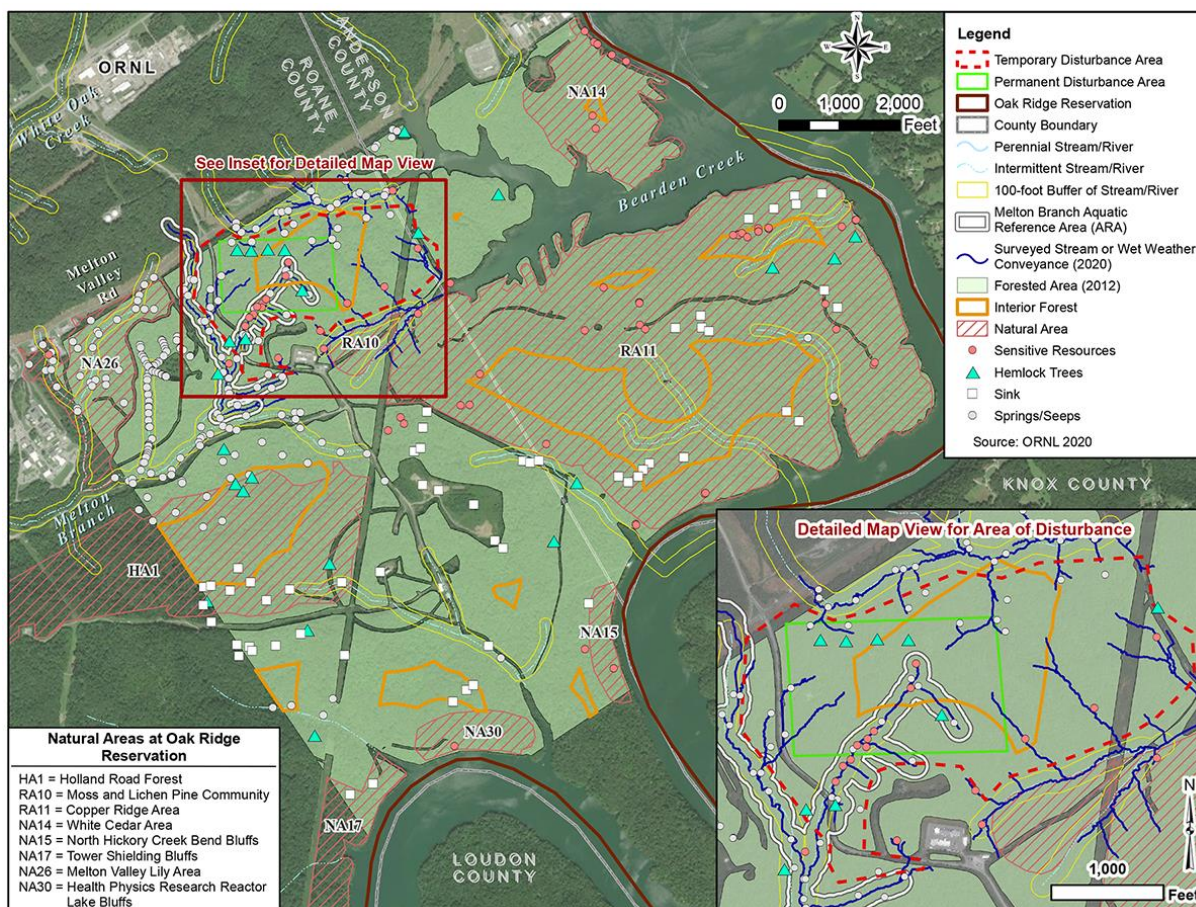 ORNL
White Oak
Creek
ANDERSON
COUNTY
ROANE
COUNTY
NA14
N
W
E
S
0 1,000 2,000
Feet
See Inset for Detailed Map View
Bearden Creek
Melton
Valley
Rd
NA26
RA10
RA11
Melton
Branch
HA1
NA15
NA30
NA17
KNOX COUNTY
LOUDON
COUNTY
Legend
Temporary Disturbance Area
Permanent Disturbance Area
Oak Ridge Reservation
County Boundary
Perennial Stream/River
Intermittent Stream/River
100-foot Buffer of Stream/River
Melton Branch Aquatic
Reference Area (ARA)
Surveyed Stream or Wet Weather
Conveyance (2020)
Forested Area (2012)
Interior Forest
Natural Area
Sensitive Resources
Hemlock Trees
Sink
Springs/Seeps
Source: ORNL 2020
Detailed Map View for Area of Disturbance
N
1,000
Feet
Natural Areas at Oak Ridge
Reservation
HA1 = Holland Road Forest
RA10 = Moss and Lichen Pine Community
RA11 = Copper Ridge Area
NA14 = White Cedar Area
NA15 = North Hickory Creek Bend Bluffs
NA17 = Tower Shielding Bluffs
NA26 = Melton Valley Lily Area
NA30 = Health Physics Research Reactor
Lake Bluffs